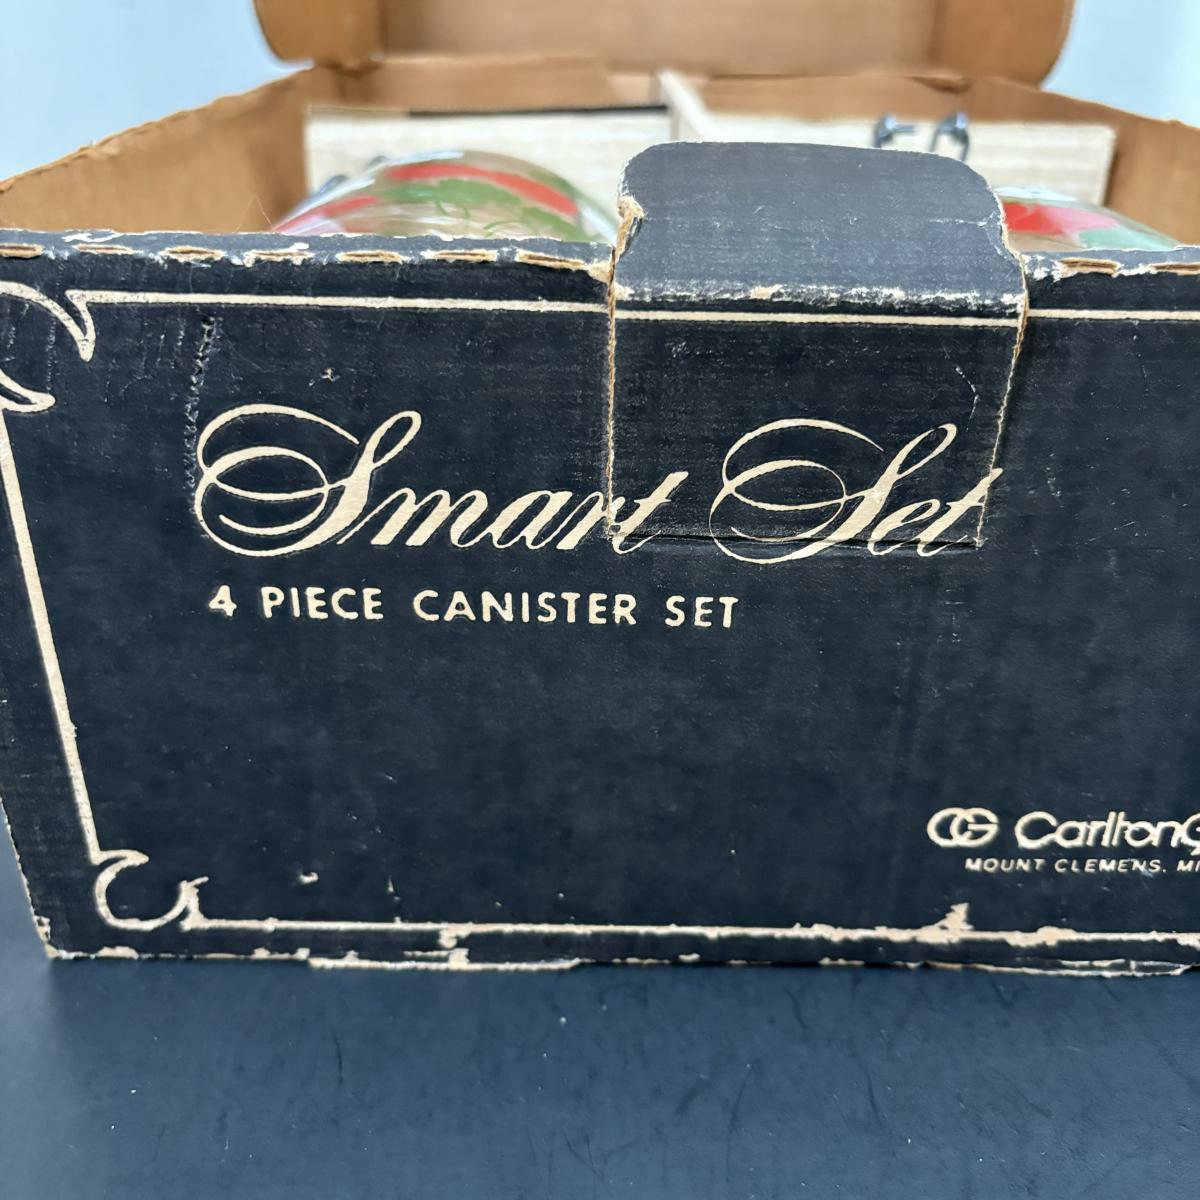 Smart Set
4 PIECE CANISTER SET
CG Carlton
MOUNT CLEMENS, MI